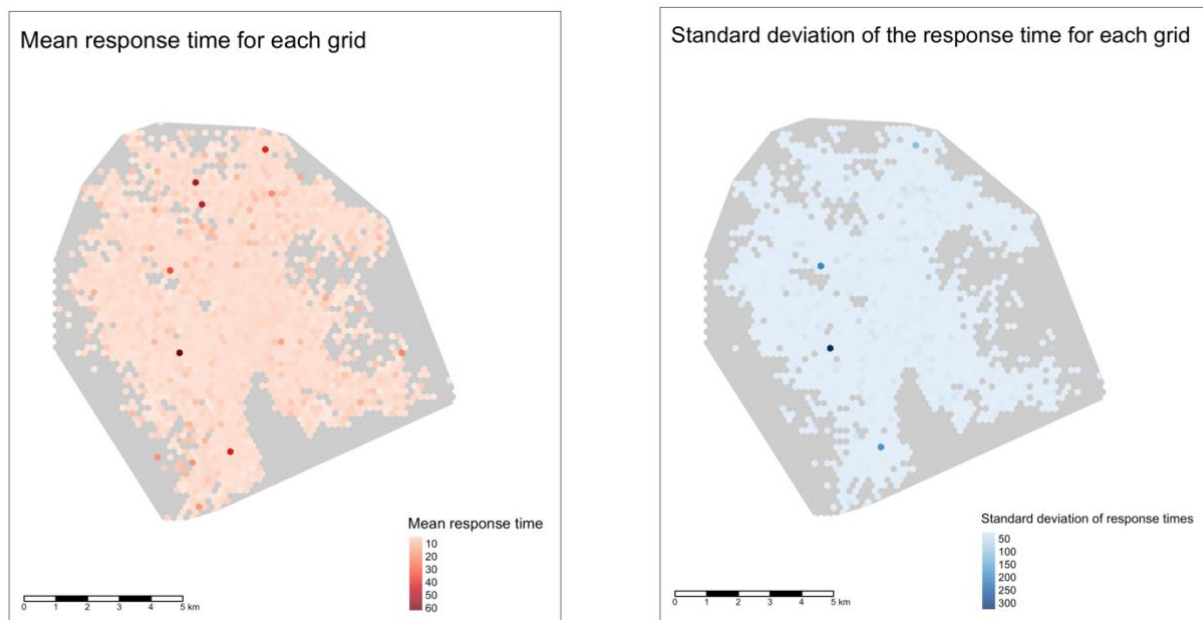 Mean response time for each grid
Mean response time
10
20
30
40
50
60
0 1 2 3 4 5 km
Standard deviation of the response time for each grid
Standard deviation of response times
50
100
150
200
250
300
0 1 2 3 4 5 km